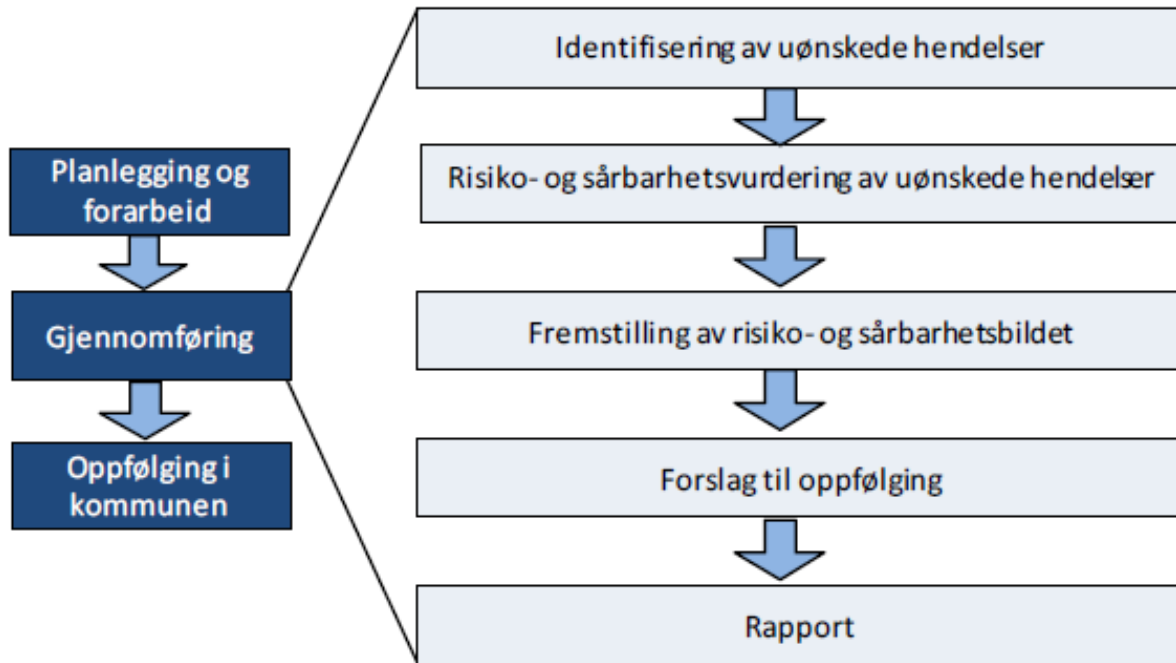 Planlegging og
forarbeid
Gjennomføring
Oppfølging i
kommunen
Identifisering av uønskede hendelser
Risiko- og sårbarhetsvurdering av uønskede hendelser
Fremstilling av risiko- og sårbarhetsbildet
Forslag til oppfølging
Rapport